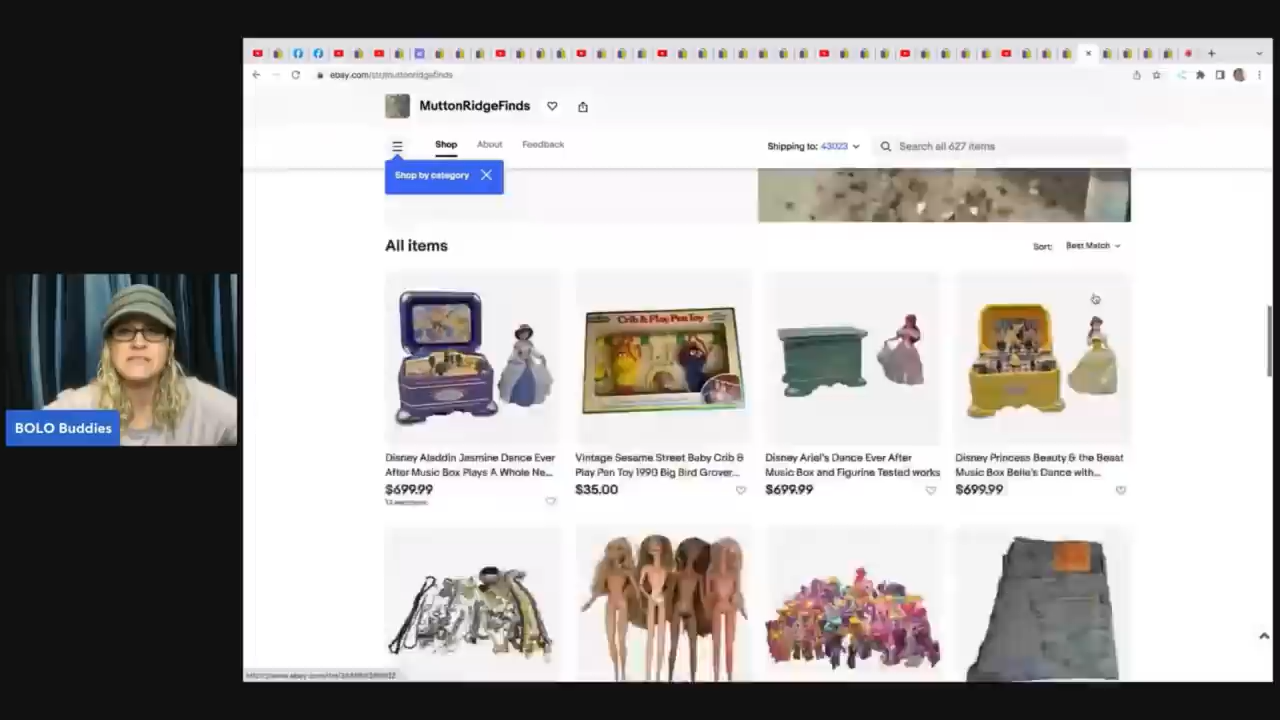 ebay.com/str/muttonridgefinds
MuttonRidgeFinds
Shop About Feedback
Shipping to: 43023
Search all 627 items
Shop by category
All items
Sort: Best Match
Crib & Play Pen Toy
Disney Aladdin Jasmine Dance Ever
After Music Box Plays A Whole Ne...
$699.99
Vintage Sesame Street Baby Crib &
Play Pen Toy 1990 Big Bird Grover...
$35.00
Disney Ariel's Dance Ever After
Music Box and Figurine Tested works
$699.99
Disney Princess Beauty & the Beast
Music Box Belle's Dance with...
$699.99
BOLO Buddies